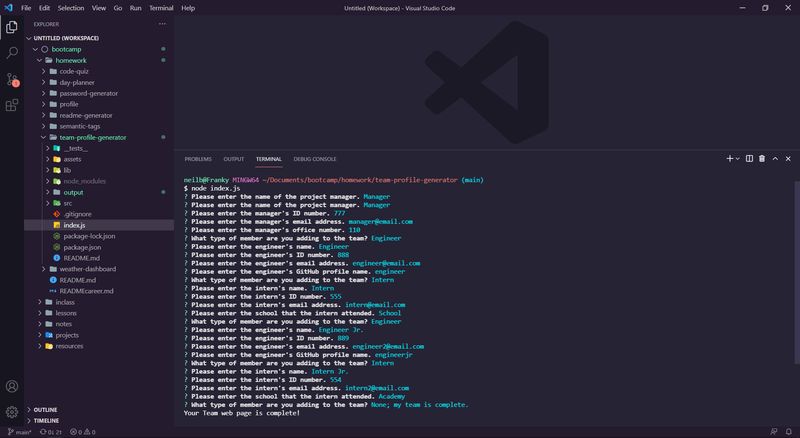 File Edit Selection View Go Run Terminal Help
Untitled (Workspace) - Visual Studio Code
EXPLORER
UNTITLED (WORKSPACE)
bootcamp
homework
code-quiz
day-planner
password-generator
profile
readme-generator
semantic-tags
team-profile-generator
__tests__
assets
lib
node_modules
output
src
.gitignore
index.js
package-lock.json
package.json
README.md
weather-dashboard
README.md
READMEcareer.md
inclass
lessons
notes
projects
resources
OUTLINE
TIMELINE
PROBLEMS OUTPUT TERMINAL DEBUG CONSOLE
neilb@Franky MINGW64 ~/Documents/bootcamp/homework/team-profile-generator (main)
$ node index.js
? Please enter the name of the project manager. Manager
? Please enter the name of the project manager. Manager
? Please enter the manager's ID number. 777
? Please enter the manager's email address. manager@email.com
? Please enter the manager's office number. 110
? What type of member are you adding to the team? Engineer
? Please enter the engineer's name. Engineer
? Please enter the engineer's ID number. 888
? Please enter the engineer's email address. engineer@email.com
? Please enter the engineer's GitHub profile name. engineer
? What type of member are you adding to the team? Intern
? Please enter the intern's name. Intern
? Please enter the intern's ID number. 555
? Please enter the intern's email address. intern@email.com
? Please enter the school that the intern attended. School
? What type of member are you adding to the team? Engineer
? Please enter the engineer's name. Engineer Jr.
? Please enter the engineer's ID number. 889
? Please enter the engineer's email address. engineer2@email.com
? Please enter the engineer's GitHub profile name. engineerjr
? What type of member are you adding to the team? Intern
? Please enter the intern's name. Intern Jr.
? Please enter the intern's ID number. 554
? Please enter the intern's email address. intern2@email.com
? Please enter the school that the intern attended. Academy
? What type of member are you adding to the team? None; my team is complete.
Your Team web page is complete!
main* 0↓ 2↑ 0 0